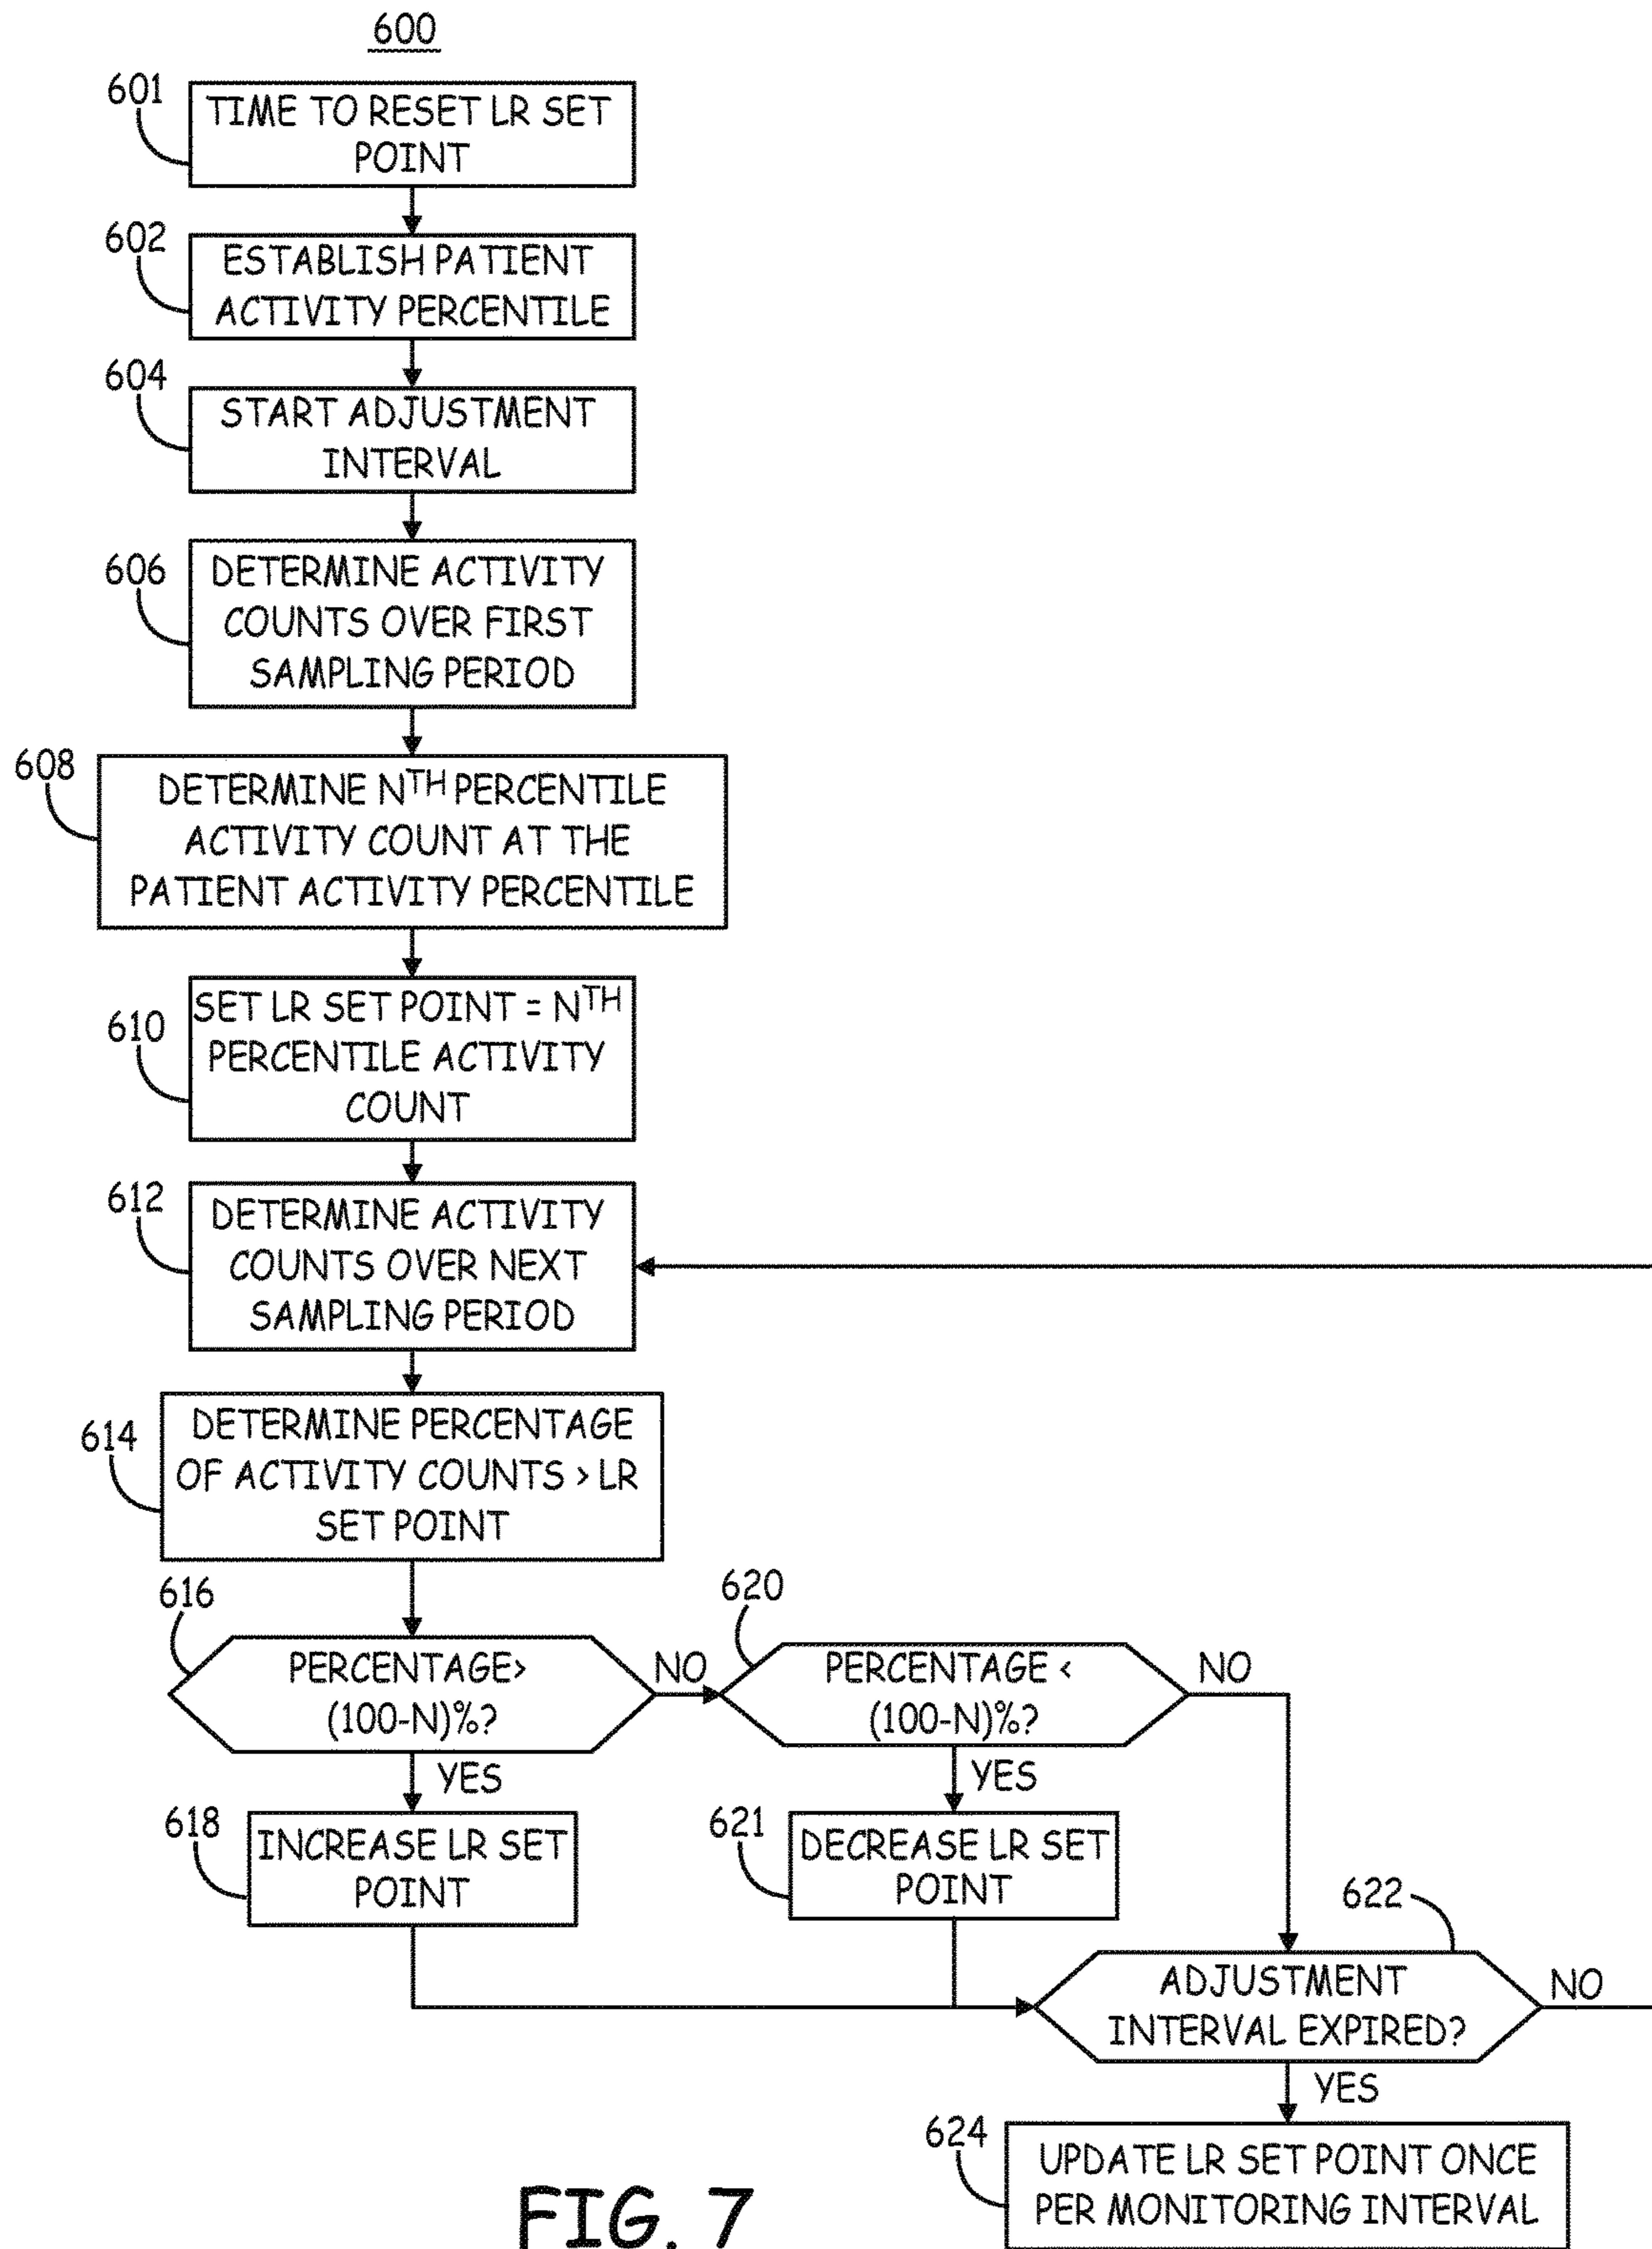 600
601
TIME TO RESET LR SET
POINT
602
ESTABLISH PATIENT
ACTIVITY PERCENTILE
604
START ADJUSTMENT
INTERVAL
606
DETERMINE ACTIVITY
COUNTS OVER FIRST
SAMPLING PERIOD
608
DETERMINE NTH PERCENTILE
ACTIVITY COUNT AT THE
PATIENT ACTIVITY PERCENTILE
610
SET LR SET POINT = NTH
PERCENTILE ACTIVITY
COUNT
612
DETERMINE ACTIVITY
COUNTS OVER NEXT
SAMPLING PERIOD
614
DETERMINE PERCENTAGE
OF ACTIVITY COUNTS > LR
SET POINT
616
PERCENTAGE>
(100-N)%?
NO
YES
620
PERCENTAGE <
(100-N)%?
NO
YES
618
INCREASE LR SET
POINT
621
DECREASE LR SET
POINT
622
ADJUSTMENT
INTERVAL EXPIRED?
NO
YES
624
UPDATE LR SET POINT ONCE
PER MONITORING INTERVAL
FIG. 7